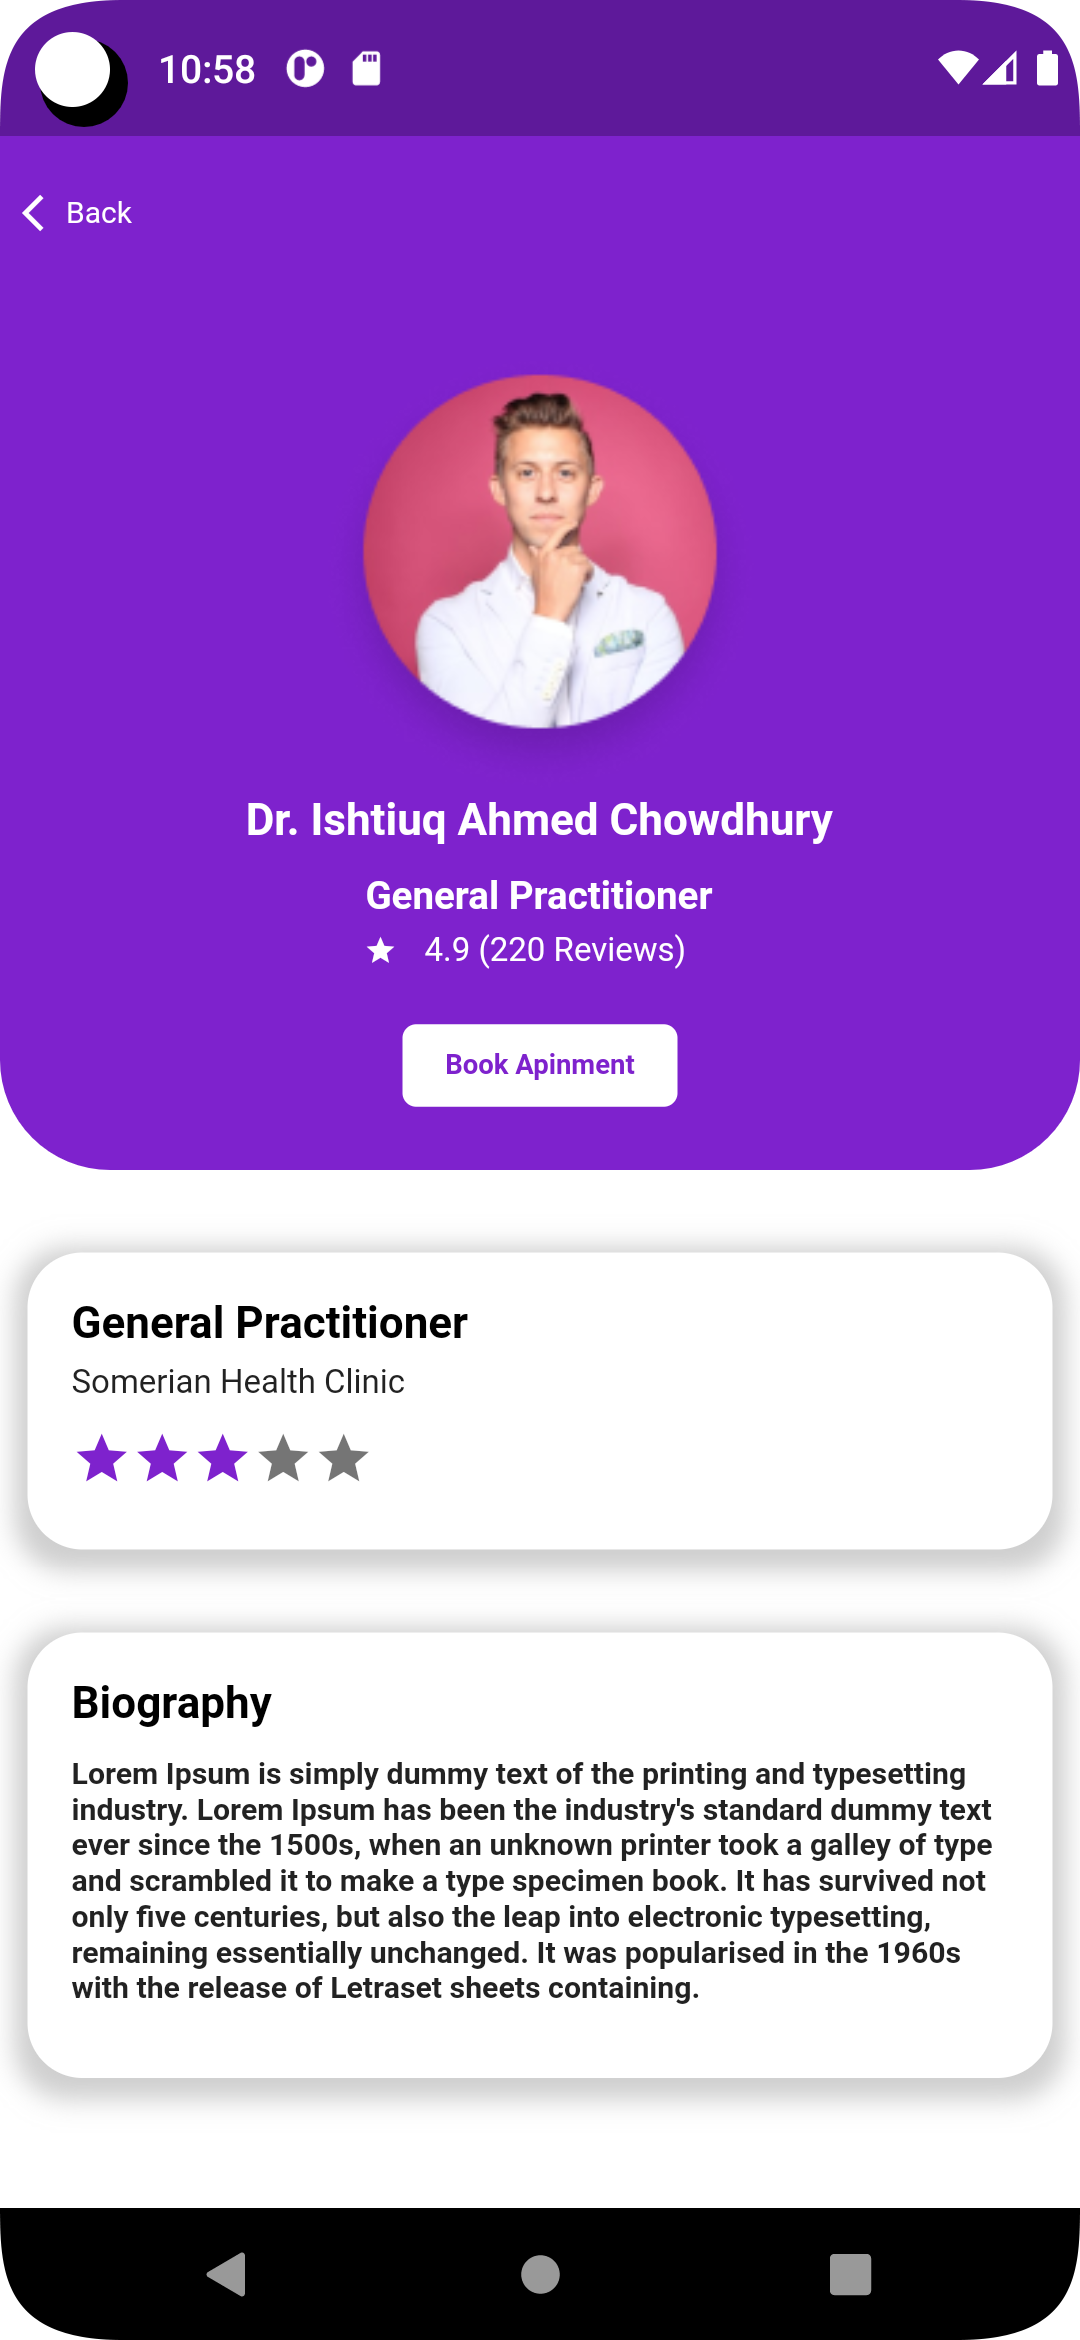 10:58
Back
Dr. Ishtiuq Ahmed Chowdhury
General Practitioner
4.9 (220 Reviews)
Book Apinment
General Practitioner
Somerian Health Clinic
Biography
Lorem Ipsum is simply dummy text of the printing and typesetting
industry. Lorem Ipsum has been the industry's standard dummy text
ever since the 1500s, when an unknown printer took a galley of type
and scrambled it to make a type specimen book. It has survived not
only five centuries, but also the leap into electronic typesetting,
remaining essentially unchanged. It was popularised in the 1960s
with the release of Letraset sheets containing.